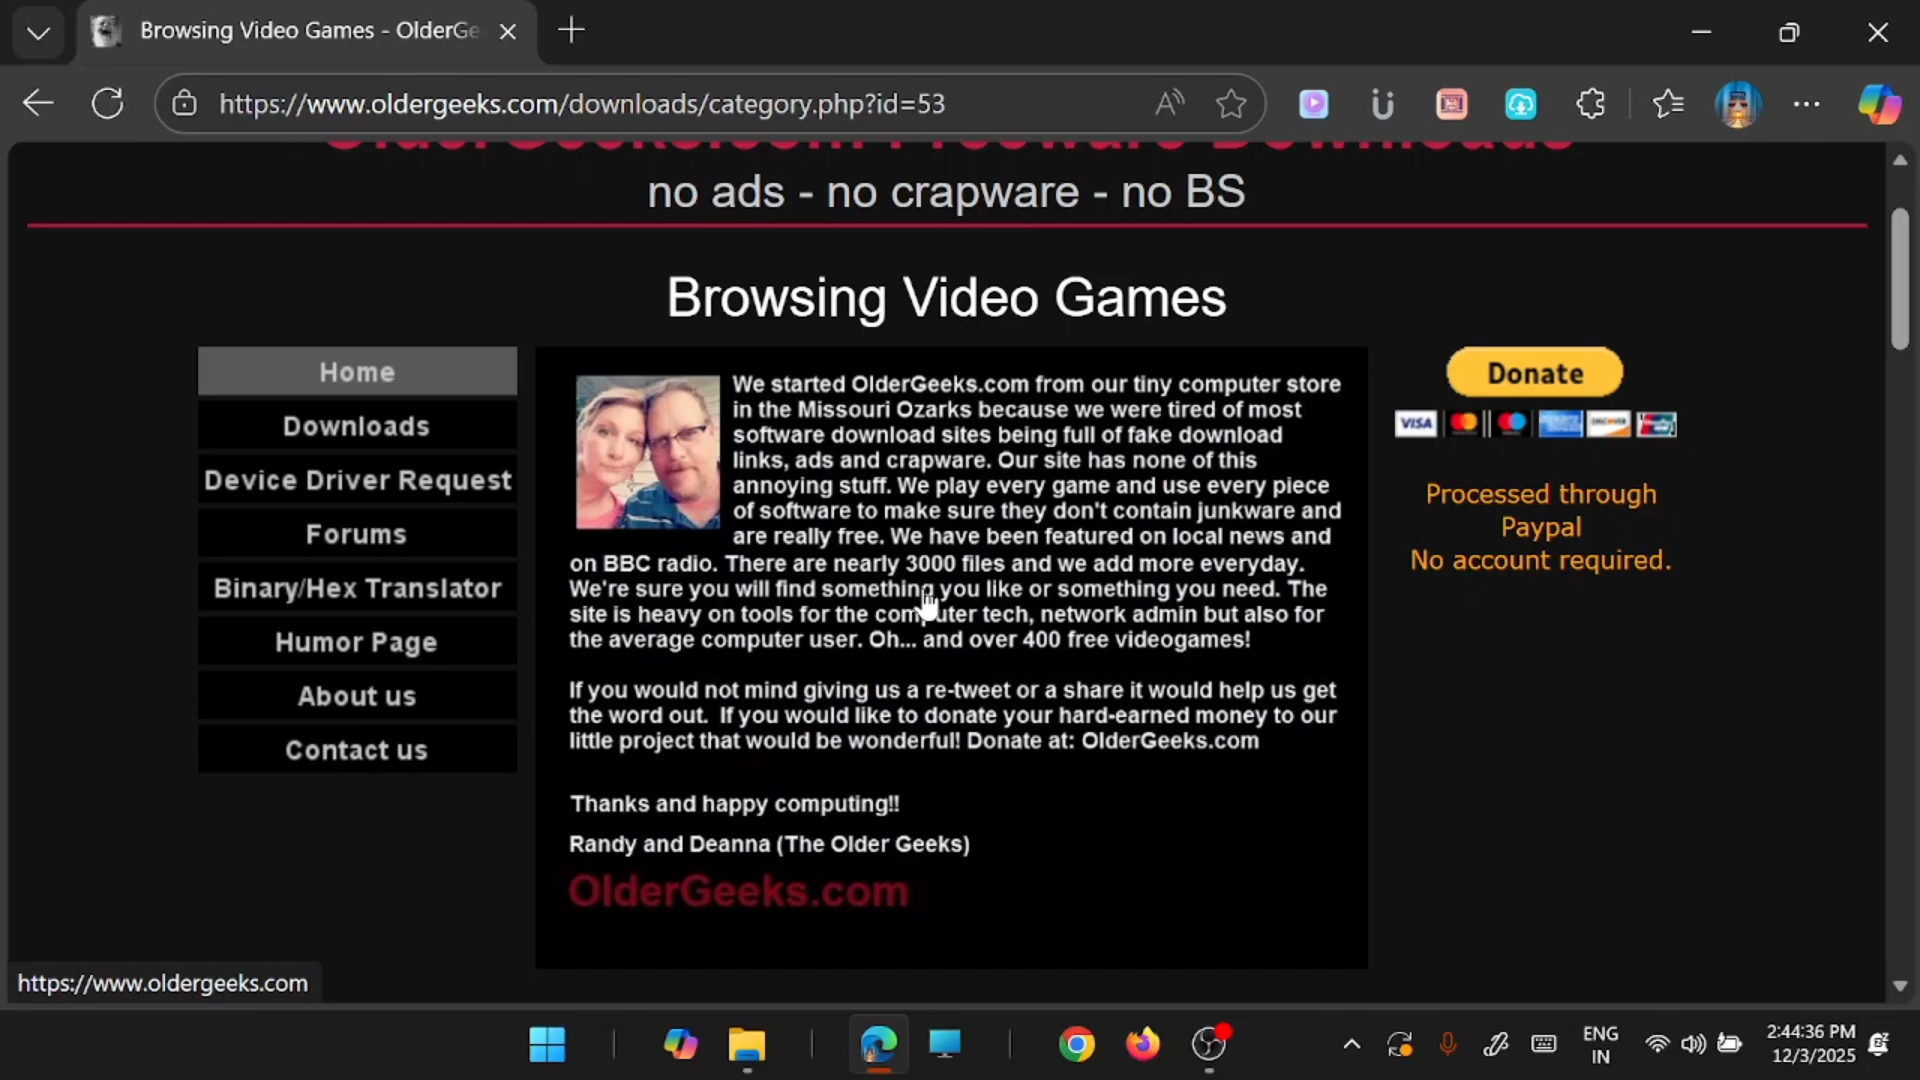 Browsing Video Games - OlderGe
https://www.oldergeeks.com/downloads/category.php?id=53
OlderGeeks.com Freeware Downloads
no ads - no crapware - no BS
Browsing Video Games
Home
Downloads
Device Driver Request
Forums
Binary/Hex Translator
Humor Page
About us
Contact us
We started OlderGeeks.com from our tiny computer store
in the Missouri Ozarks because we were tired of most
software download sites being full of fake download
links, ads and crapware. Our site has none of this
annoying stuff. We play every game and use every piece
of software to make sure they don't contain junkware and
are really free. We have been featured on local news and
on BBC radio. There are nearly 3000 files and we add more everyday.
We're sure you will find something you like or something you need. The
site is heavy on tools for the computer tech, network admin but also for
the average computer user. Oh... and over 400 free videogames!
If you would not mind giving us a re-tweet or a share it would help us get
the word out. If you would like to donate your hard-earned money to our
little project that would be wonderful! Donate at: OlderGeeks.com
Thanks and happy computing!!
Randy and Deanna (The Older Geeks)
OlderGeeks.com
Donate
VISA
DISCOVER
Processed through
Paypal
No account required.
https://www.oldergeeks.com
ENG
IN
2:44:36 PM
12/3/2025